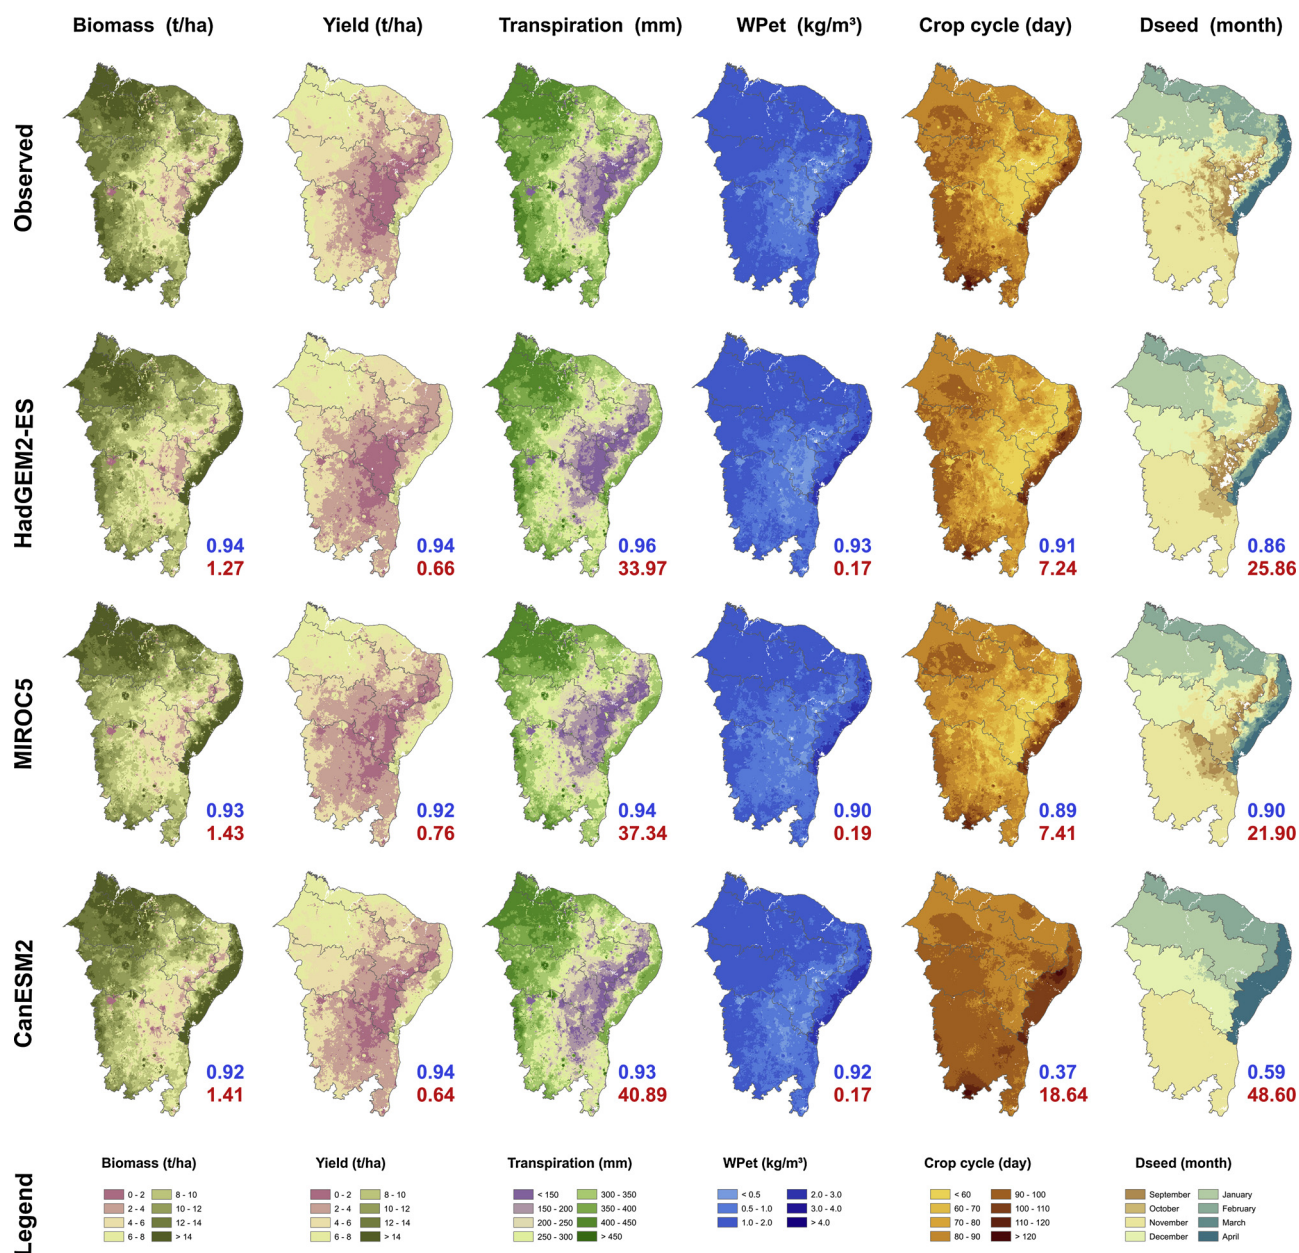 Biomass (t/ha) Yield (t/ha) Transpiration (mm) WPet (kg/m³) Crop cycle (day) Dseed (month)
Observed
HadGEM2-ES
0.94 0.94 0.96 0.93 0.91 0.86
1.27 0.66 33.97 0.17 7.24 25.86
MIROC5
0.93 0.92 0.94 0.90 0.89 0.90
1.43 0.76 37.34 0.19 7.41 21.90
CanESM2
0.92 0.94 0.93 0.92 0.37 0.59
1.41 0.64 40.89 0.17 18.64 48.60
Legend
Biomass (t/ha) Yield (t/ha) Transpiration (mm) WPet (kg/m³) Crop cycle (day) Dseed (month)
0 - 2 8 - 10 0 - 2 8 - 10 < 150 300 - 350 < 0.5 2.0 - 3.0 < 60 90 - 100 September January
2 - 4 10 - 12 2 - 4 10 - 12 150 - 200 350 - 400 0.5 - 1.0 3.0 - 4.0 60 - 70 100 - 110 October February
4 - 6 12 - 14 4 - 6 12 - 14 200 - 250 400 - 450 1.0 - 2.0 > 4.0 70 - 80 110 - 120 November March
6 - 8 > 14 6 - 8 > 14 250 - 300 > 450 80 - 90 > 120 December April